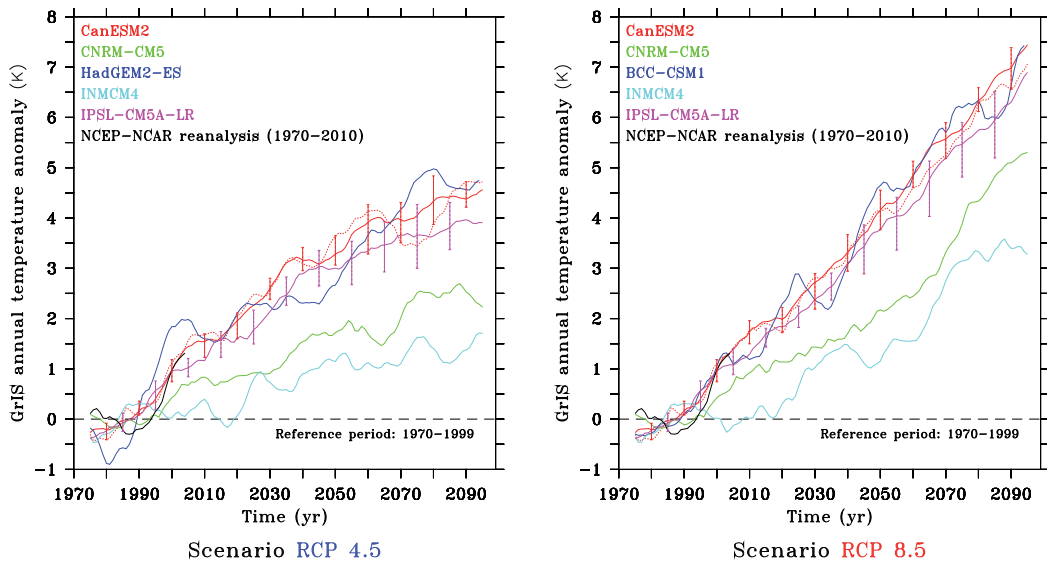 GrIS annual temperature anomaly (K)
8
7
6
5
4
3
2
1
0
−1
CanESM2
CNRM−CM5
HadGEM2−ES
INMCM4
IPSL−CM5A−LR
NCEP−NCAR reanalysis (1970−2010)
Reference period: 1970−1999
1970 1990 2010 2030 2050 2070 2090
Time (yr)
Scenario RCP 4.5
GrIS annual temperature anomaly (K)
8
7
6
5
4
3
2
1
0
−1
CanESM2
CNRM−CM5
BCC−CSM1
INMCM4
IPSL−CM5A−LR
NCEP−NCAR reanalysis (1970−2010)
Reference period: 1970−1999
1970 1990 2010 2030 2050 2070 2090
Time (yr)
Scenario RCP 8.5